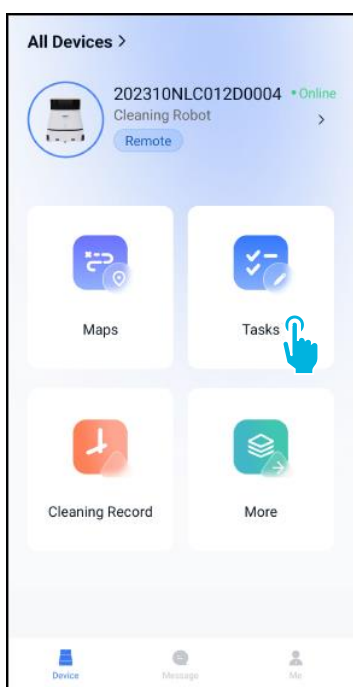 All Devices >
202310NLC012D0004 • Online
Cleaning Robot
Remote
Maps
Tasks
Cleaning Record
More
Device
Message
Me